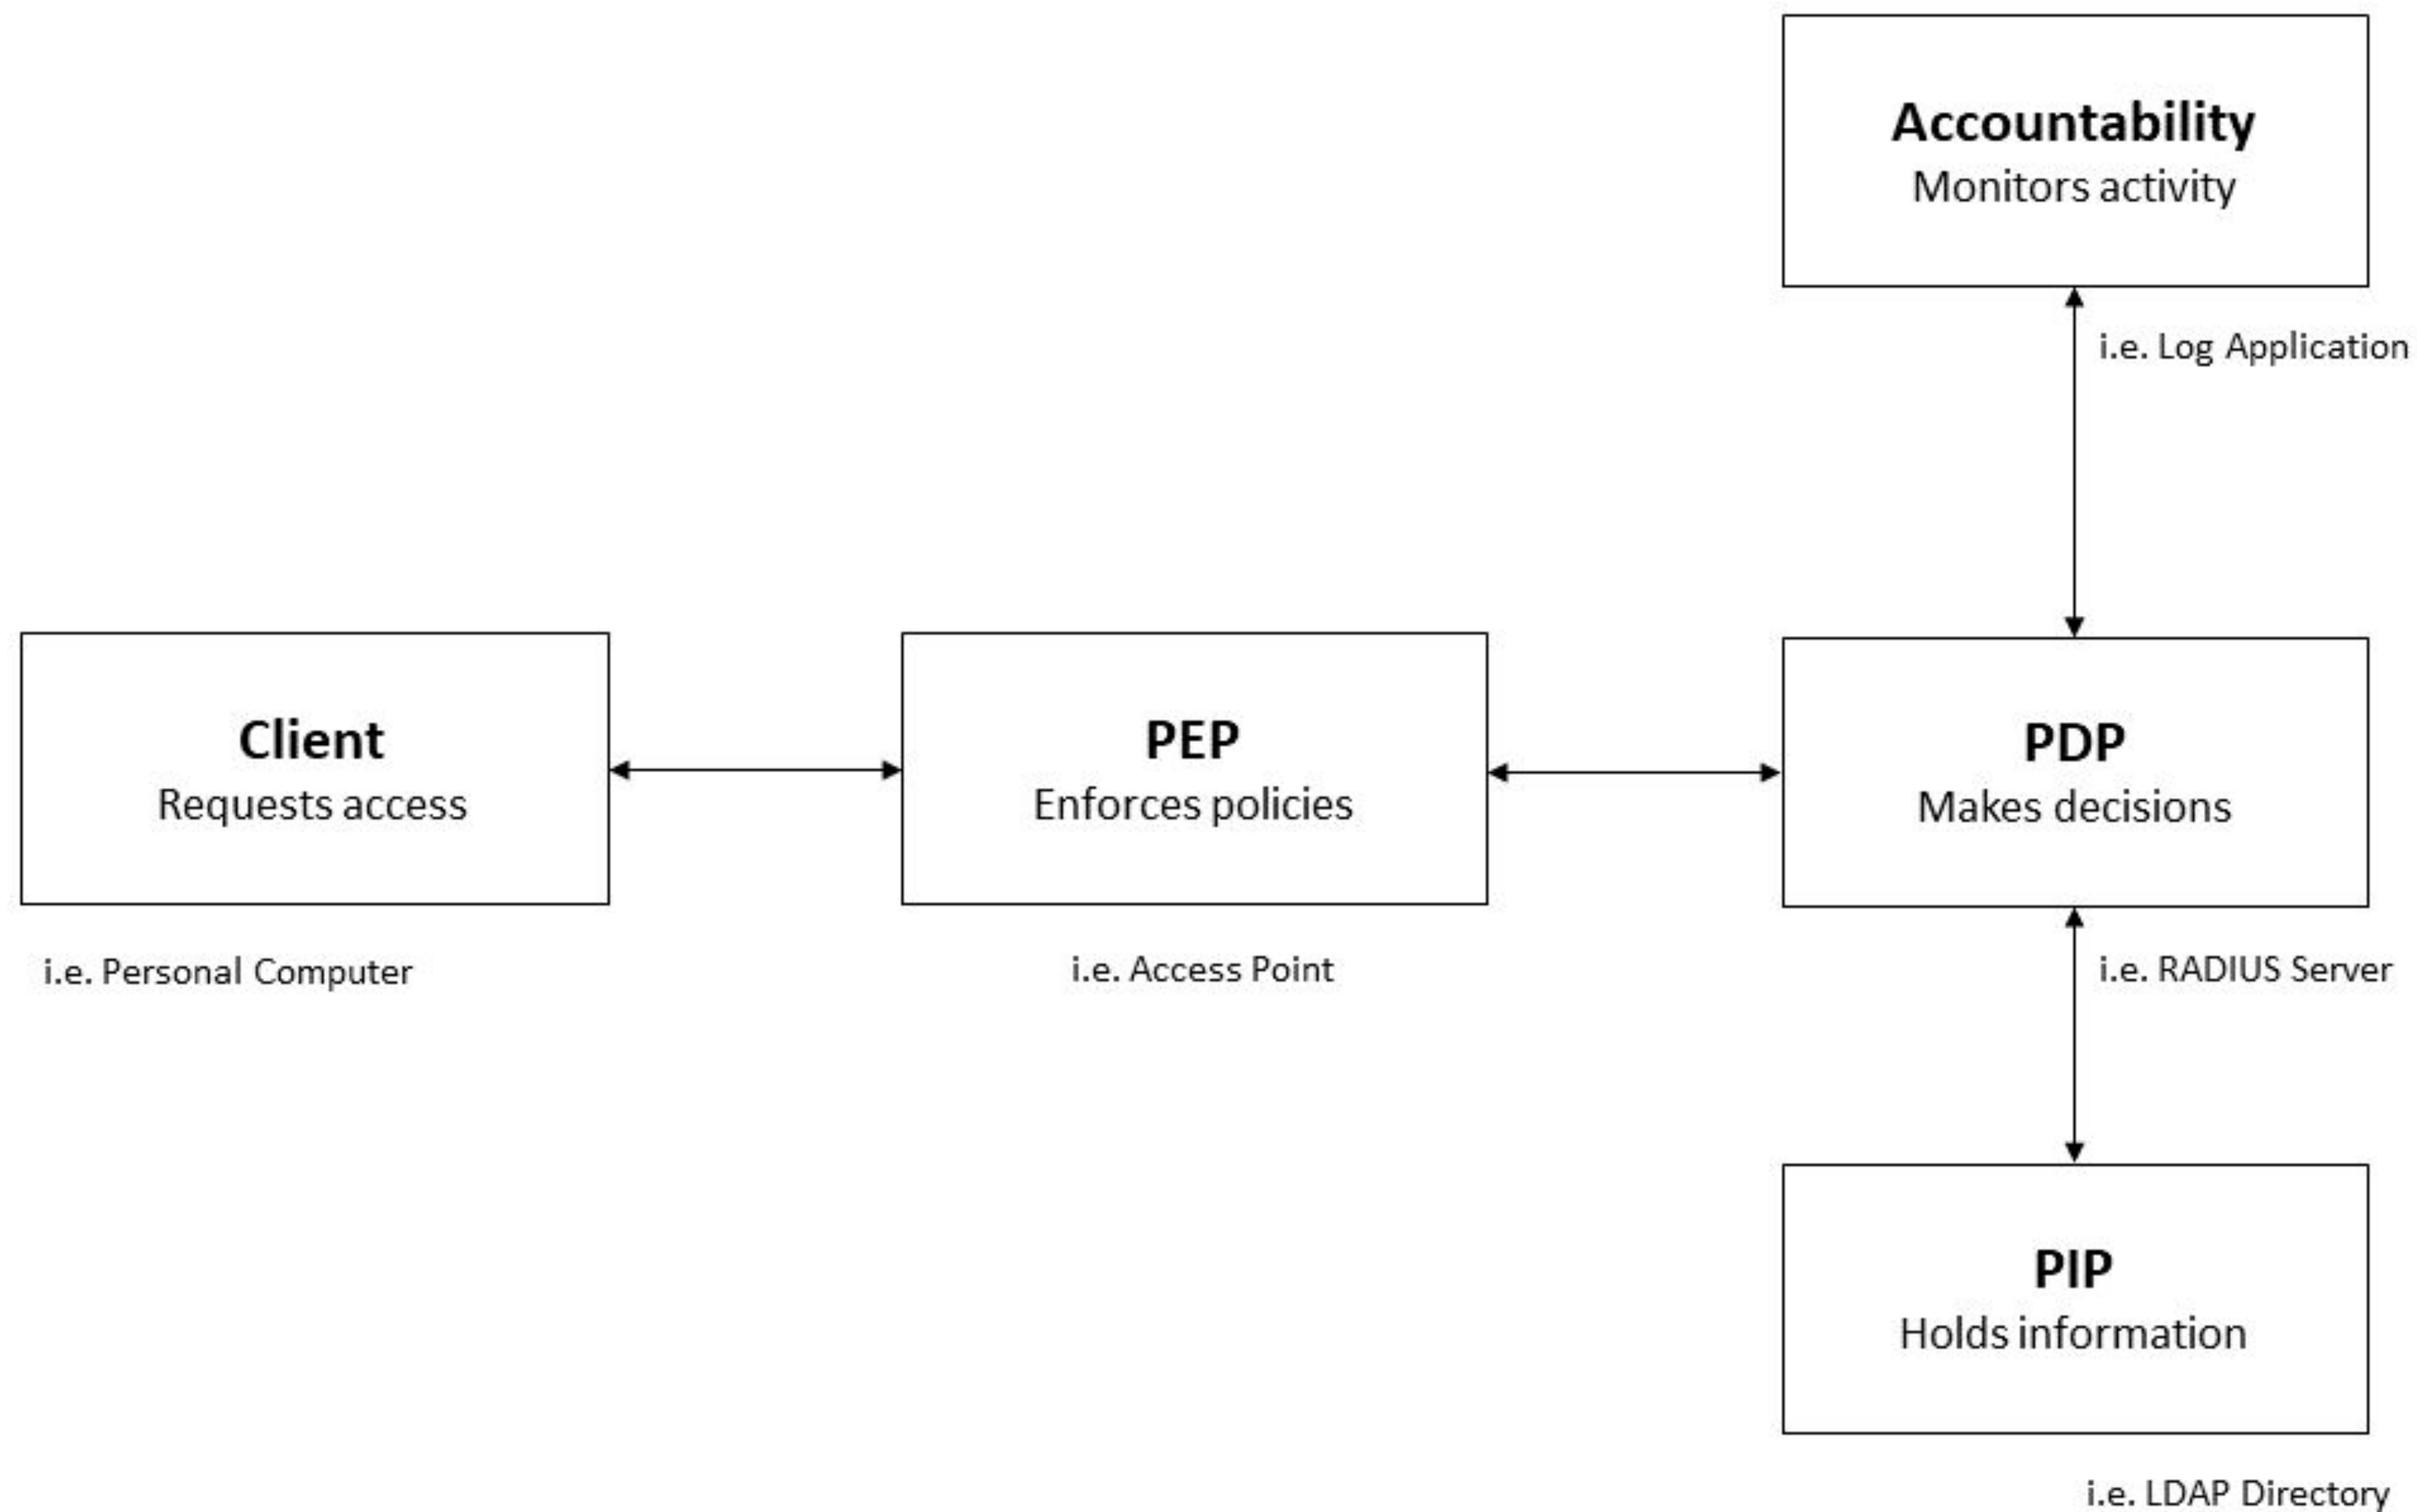 Accountability
Monitors activity
i.e. Log Application
Client
Requests access
i.e. Personal Computer
PEP
Enforces policies
i.e. Access Point
PDP
Makes decisions
i.e. RADIUS Server
PIP
Holds information
i.e. LDAP Directory